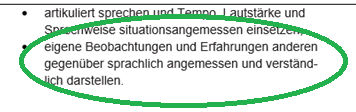 • artikuliert sprechen und Tempo, Lautstärke und
Sprechweise situationsangemessen einsetzen,
• eigene Beobachtungen und Erfahrungen anderen
gegenüber sprachlich angemessen und verständ-
lich darstellen.